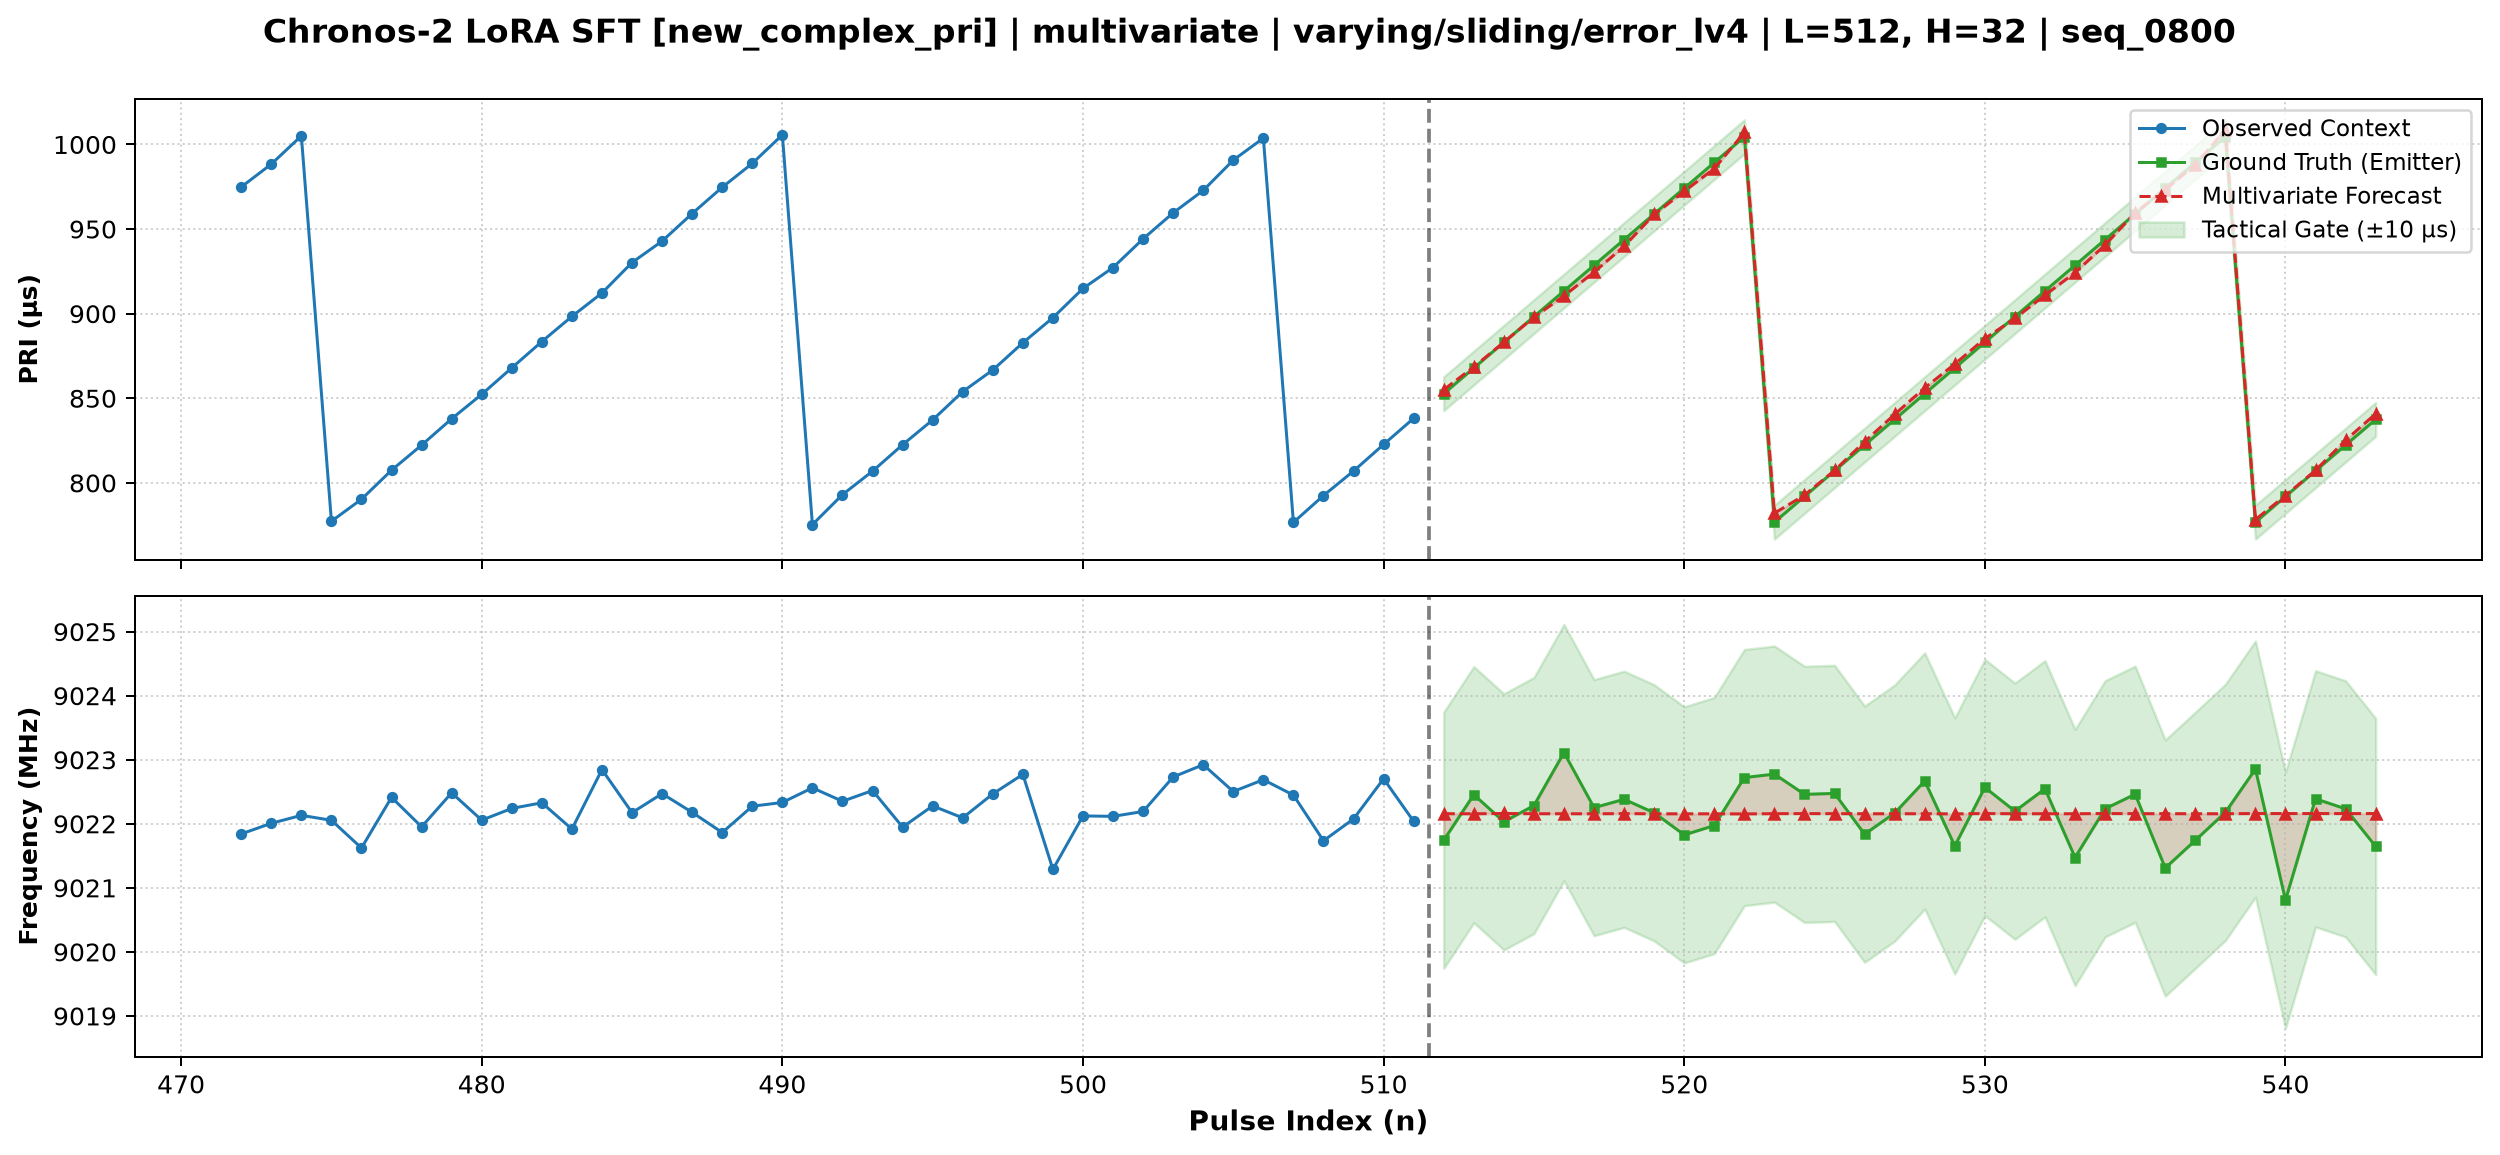 Chronos-2 LoRA SFT [new_complex_pri] | multivariate | varying/sliding/error_lv4 | L=512, H=32 | seq_0800
PRI (µs)
1000
950
900
850
800
Observed Context
Ground Truth (Emitter)
Multivariate Forecast
Tactical Gate (±10 µs)
Frequency (MHz)
9025
9024
9023
9022
9021
9020
9019
470 480 490 500 510 520 530 540
Pulse Index (n)